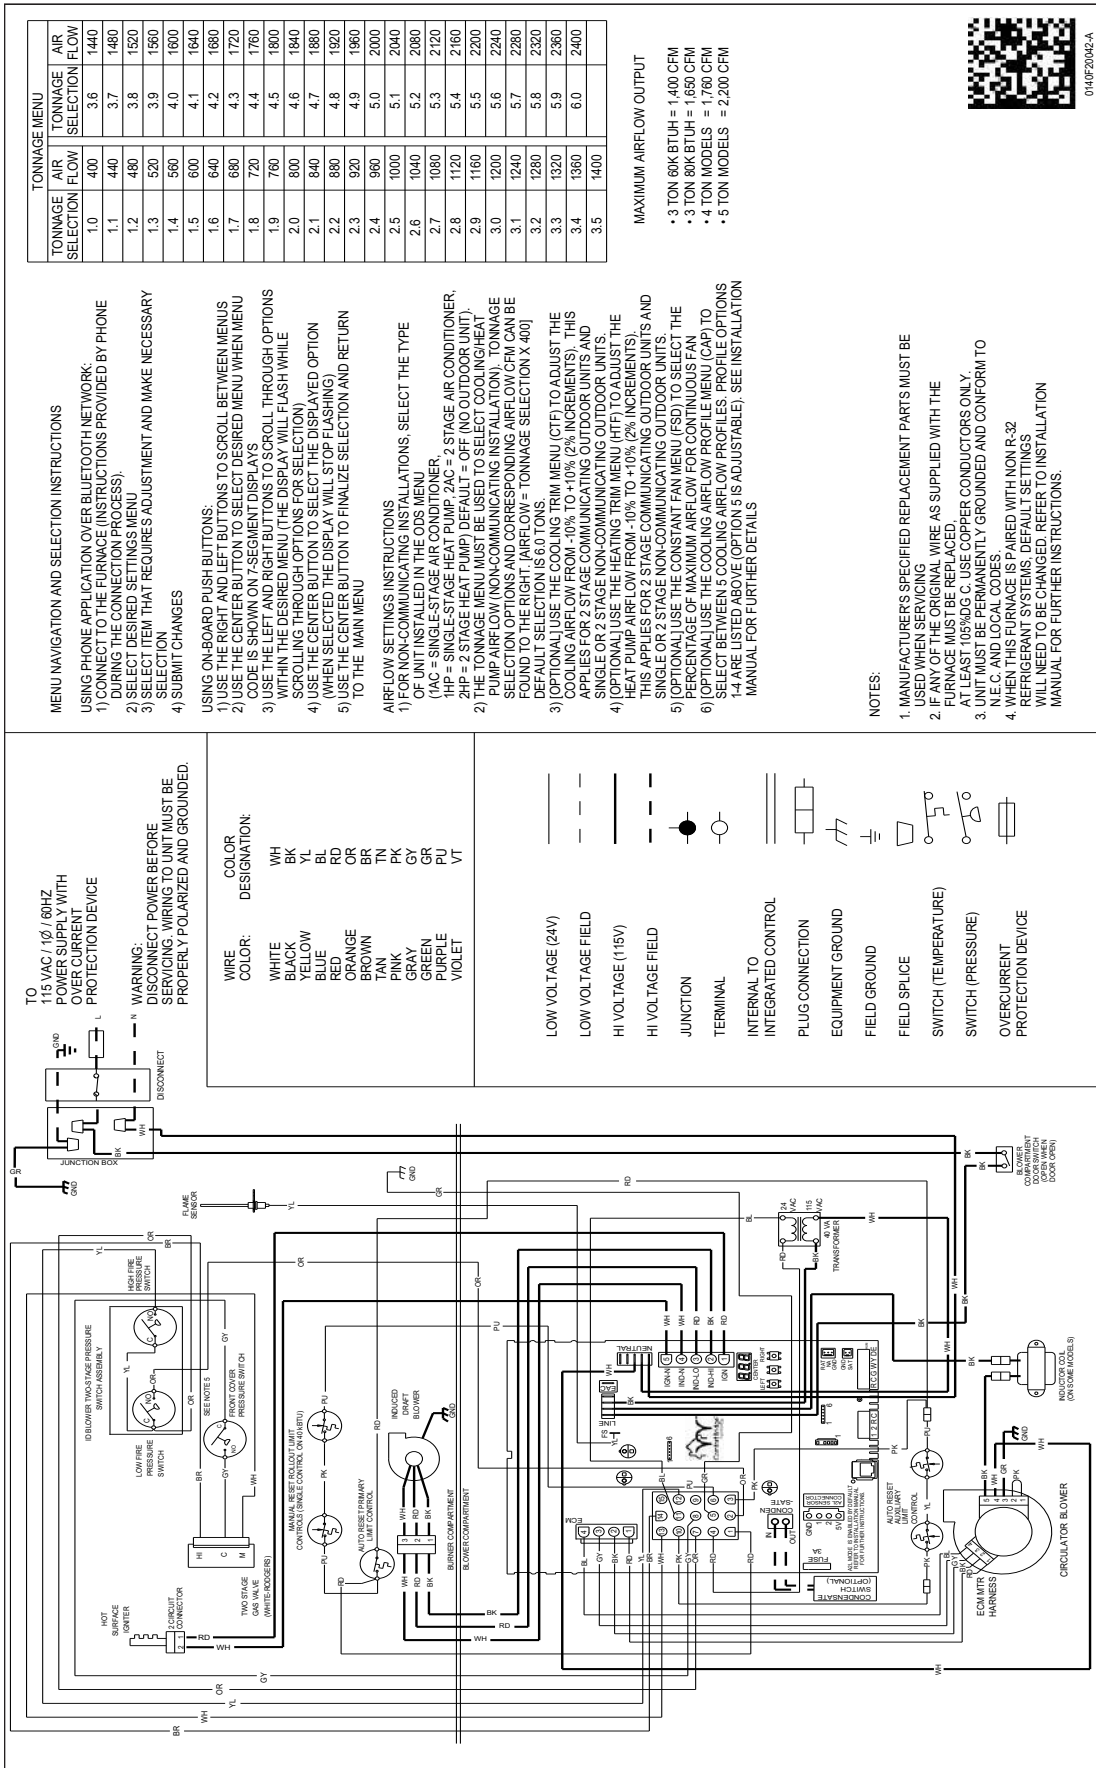 TO
115 VAC / 1Ø / 60HZ
POWER SUPPLY WITH
OVER CURRENT
PROTECTION DEVICE
WARNING:
DISCONNECT POWER BEFORE
SERVICING. WIRING TO UNIT MUST BE
PROPERLY POLARIZED AND GROUNDED.
WIRE COLOR: COLOR DESIGNATION:
WHITE WH
BLACK BK
YELLOW YL
BLUE BL
RED RD
ORANGE OR
BROWN BR
TAN TN
PINK PK
GRAY GY
GREEN GR
PURPLE PU
VIOLET VT
LOW VOLTAGE (24V)
LOW VOLTAGE FIELD
HI VOLTAGE (115V)
HI VOLTAGE FIELD
JUNCTION
TERMINAL
INTERNAL TO
INTEGRATED CONTROL
PLUG CONNECTION
EQUIPMENT GROUND
FIELD GROUND
FIELD SPLICE
SWITCH (TEMPERATURE)
SWITCH (PRESSURE)
OVERCURRENT
PROTECTION DEVICE
MENU NAVIGATION AND SELECTION INSTRUCTIONS
USING PHONE APPLICATION OVER BLUETOOTH NETWORK:
1) CONNECT TO THE FURNACE (INSTRUCTIONS PROVIDED BY PHONE
DURING THE CONNECTION PROCESS).
2) SELECT DESIRED SETTINGS MENU
3) SELECT ITEM THAT REQUIRES ADJUSTMENT AND MAKE NECESSARY
SELECTION
4) SUBMIT CHANGES
USING ON-BOARD PUSH BUTTONS:
1) USE THE RIGHT AND LEFT BUTTONS TO SCROLL BETWEEN MENUS
2) USE THE CENTER BUTTON TO SELECT DESIRED MENU WHEN MENU
CODE IS SHOWN ON 7-SEGMENT DISPLAYS
3) USE THE LEFT AND RIGHT BUTTONS TO SCROLL THROUGH OPTIONS
WITHIN THE DESIRED MENU (THE DISPLAY WILL FLASH WHILE
SCROLLING THROUGH OPTIONS FOR SELECTION)
4) USE THE CENTER BUTTON TO SELECT THE DISPLAYED OPTION
(WHEN SELECTED THE DISPLAY WILL STOP FLASHING)
5) USE THE CENTER BUTTON TO FINALIZE SELECTION AND RETURN
TO THE MAIN MENU
AIRFLOW SETTINGS INSTRUCTIONS
1) FOR NON-COMMUNICATING INSTALLATIONS, SELECT THE TYPE
OF UNIT INSTALLED IN THE ODS MENU
(1AC = SINGLE-STAGE AIR CONDITIONER,
1HP = SINGLE-STAGE HEAT PUMP, 2AC = 2 STAGE AIR CONDITIONER,
2HP = 2 STAGE HEAT PUMP) DEFAULT = OFF (NO OUTDOOR UNIT).
2) THE TONNAGE MENU MUST BE USED TO SELECT COOLING/HEAT
PUMP AIRFLOW (NON-COMMUNICATING INSTALLATION). TONNAGE
SELECTION OPTIONS AND CORRESPONDING AIRFLOW CFM CAN BE
FOUND TO THE RIGHT. [AIRFLOW = TONNAGE SELECTION X 400]
DEFAULT SELECTION IS 6.0 TONS.
3) [OPTIONAL] USE THE COOLING TRIM MENU (CTF) TO ADJUST THE
COOLING AIRFLOW FROM -10% TO +10% (2% INCREMENTS). THIS
APPLIES FOR 2 STAGE COMMUNICATING OUTDOOR UNITS AND
SINGLE OR 2 STAGE NON-COMMUNICATING OUTDOOR UNITS.
4) [OPTIONAL] USE THE HEATING TRIM MENU (HTF) TO ADJUST THE
HEAT PUMP AIRFLOW FROM -10% TO +10% (2% INCREMENTS).
THIS APPLIES FOR 2 STAGE COMMUNICATING OUTDOOR UNITS AND
SINGLE OR 2 STAGE NON-COMMUNICATING OUTDOOR UNITS.
5) [OPTIONAL] USE THE CONSTANT FAN MENU (FSD) TO SELECT THE
PERCENTAGE OF MAXIMUM AIRFLOW FOR CONTINUOUS FAN
6) [OPTIONAL] USE THE COOLING AIRFLOW PROFILE MENU (CAP) TO
SELECT BETWEEN 5 COOLING AIRFLOW PROFILES. PROFILE OPTIONS
1-4 ARE LISTED ABOVE (OPTION 5 IS ADJUSTABLE). SEE INSTALLATION
MANUAL FOR FURTHER DETAILS
NOTES:
1. MANUFACTURER'S SPECIFIED REPLACEMENT PARTS MUST BE
USED WHEN SERVICING.
2. IF ANY OF THE ORIGINAL WIRE AS SUPPLIED WITH THE
FURNACE MUST BE REPLACED,
AT LEAST 105%DG C. USE COPPER CONDUCTORS ONLY.
3. UNIT MUST BE PERMANENTLY GROUNDED AND CONFORM TO
N.E.C. AND LOCAL CODES.
4. WHEN THIS FURNACE IS PAIRED WITH NON R-32
REFRIGERANT SYSTEMS, DEFAULT SETTINGS
WILL NEED TO BE CHANGED. REFER TO INSTALLATION
MANUAL FOR FURTHER INSTRUCTIONS.
TONNAGE MENU
TONNAGE SELECTION AIR FLOW TONNAGE SELECTION AIR FLOW
1.0 400 3.6 1440
1.1 440 3.7 1480
1.2 480 3.8 1520
1.3 520 3.9 1560
1.4 560 4.0 1600
1.5 600 4.1 1640
1.6 640 4.2 1680
1.7 680 4.3 1720
1.8 720 4.4 1760
1.9 760 4.5 1800
2.0 800 4.6 1840
2.1 840 4.7 1880
2.2 880 4.8 1920
2.3 920 4.9 1960
2.4 960 5.0 2000
2.5 1000 5.1 2040
2.6 1040 5.2 2080
2.7 1080 5.3 2120
2.8 1120 5.4 2160
2.9 1160 5.5 2200
3.0 1200 5.6 2240
3.1 1240 5.7 2280
3.2 1280 5.8 2320
3.3 1320 5.9 2360
3.4 1360 6.0 2400
3.5 1400
MAXIMUM AIRFLOW OUTPUT
• 3 TON 60K BTUH = 1,400 CFM
• 3 TON 80K BTUH = 1,650 CFM
• 4 TON MODELS = 1,760 CFM
• 5 TON MODELS = 2,200 CFM
0140F20042-A
GND
L
N
DISCONNECT
JUNCTION BOX
GR
GND
BK
WH
FLAME
SENSOR
YL
HIGH FIRE
PRESSURE
SWITCH
ID BLOWER TWO-STAGE PRESSURE
SWITCH ASSEMBLY
LOW FIRE
PRESSURE
SWITCH
SEE NOTE 5
FRONT COVER
PRESSURE SWITCH
HI
C
M
TWO STAGE
GAS VALVE
(WHITE-RODGERS)
HOT
SURFACE
IGNITER
2 CIRCUIT
CONNECTOR
MANUAL RESET ROLLOUT LIMIT
CONTROLS (SINGLE CONTROL ON 40 kBTU)
AUTO RESET PRIMARY
LIMIT CONTROL
INDUCED
DRAFT
BLOWER
GND
BURNER COMPARTMENT
BLOWER COMPARTMENT
GND
24
VAC
115
VAC
40 VA
TRANSFORMER
NEUTRAL
IGN-N
IND-N
IND-LO
IND-HI
IGN
LEFT
CENTER
RIGHT
EAC
LINE
FS
ECM
CONDEN
-SATE
IN
OUT
CONDENSATE
SWITCH
(OPTIONAL)
FUSE
3A
A2L SENSOR
CONNECTOR
A2L MODE IS ENABLED BY DEFAULT
REFER TO INSTALLATION MANUAL
FOR FURTHER INSTRUCTIONS.
AUTO RESET
AUXILIARY
LIMIT
CONTROL
BLOWER
COMPARTMENT
DOOR SWITCH
(OPEN WHEN
DOOR OPEN)
INDUCTOR COIL
(ON SOME MODELS)
ECM MTR
HARNESS
CIRCULATOR BLOWER
GND